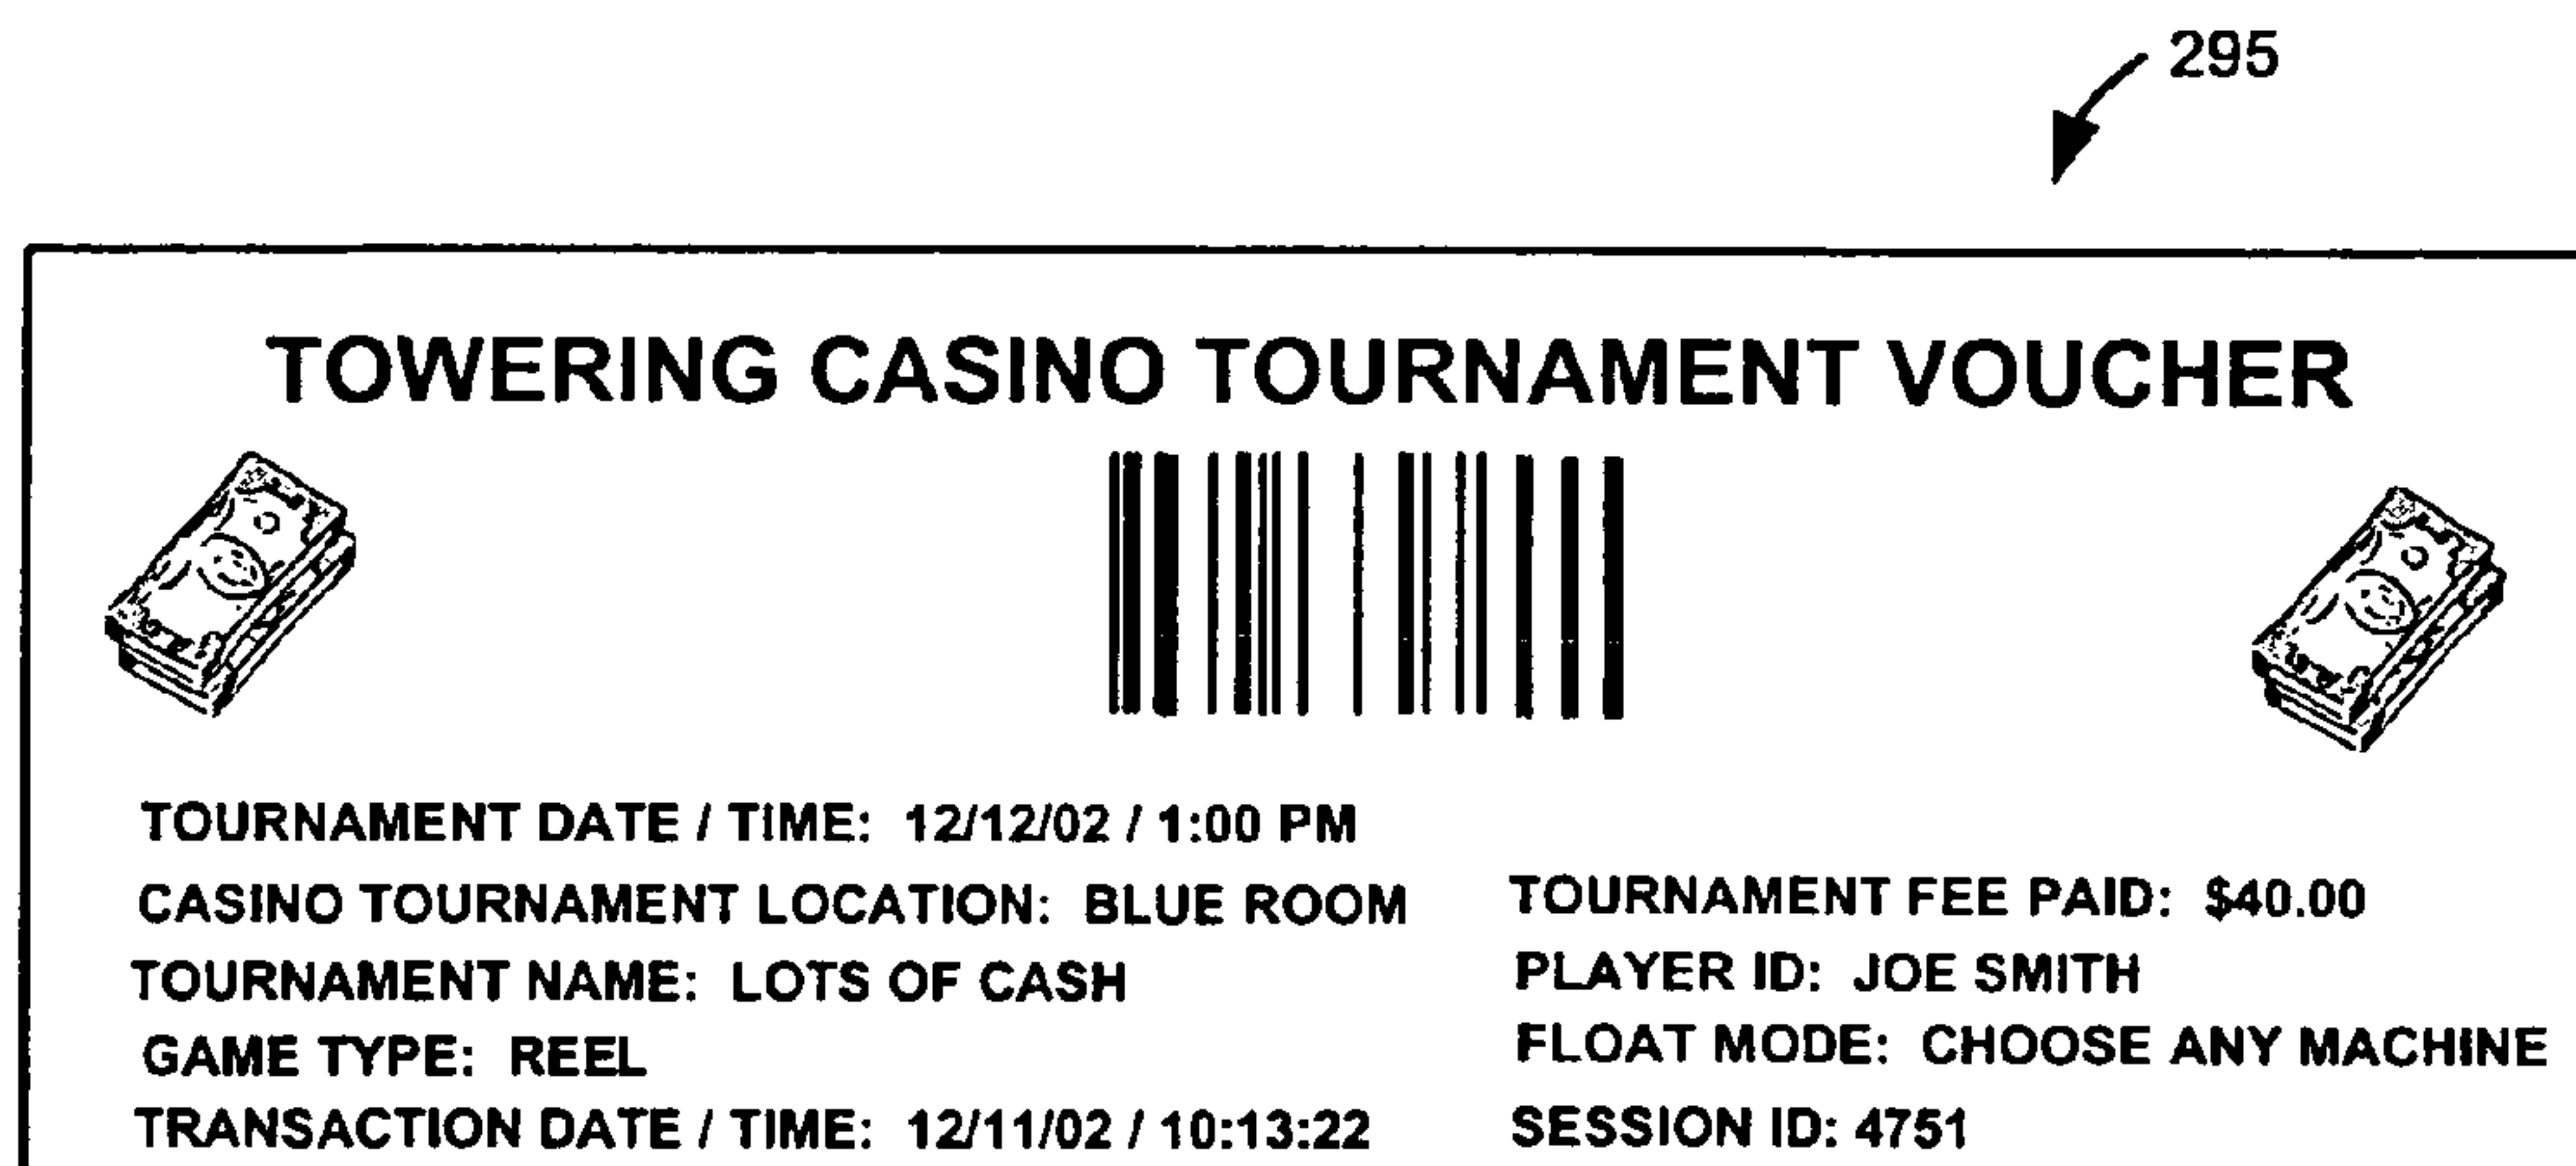 295
TOWERING CASINO TOURNAMENT VOUCHER
TOURNAMENT DATE / TIME: 12/12/02 / 1:00 PM
CASINO TOURNAMENT LOCATION: BLUE ROOM
TOURNAMENT NAME: LOTS OF CASH
GAME TYPE: REEL
TRANSACTION DATE / TIME: 12/11/02 / 10:13:22
TOURNAMENT FEE PAID: $40.00
PLAYER ID: JOE SMITH
FLOAT MODE: CHOOSE ANY MACHINE
SESSION ID: 4751